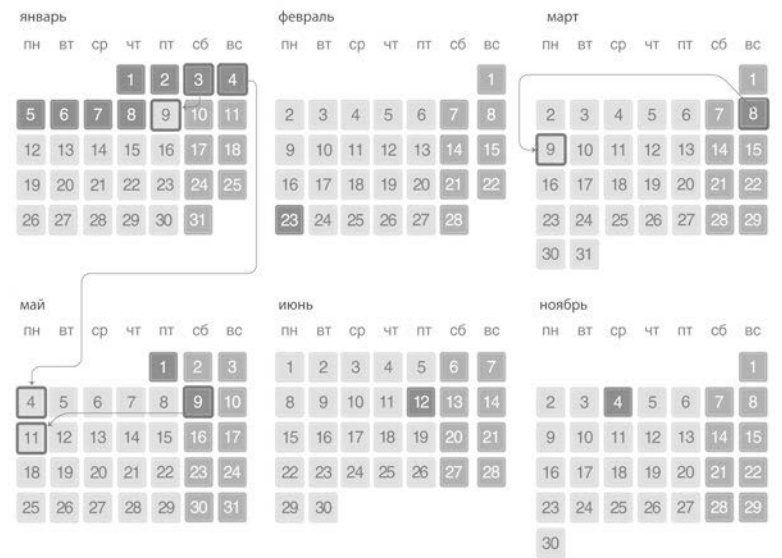 январь
пн вт ср чт пт сб вс
1 2 3 4
5 6 7 8 9 10 11
12 13 14 15 16 17 18
19 20 21 22 23 24 25
26 27 28 29 30 31
февраль
пн вт ср чт пт сб вс
1
2 3 4 5 6 7 8
9 10 11 12 13 14 15
16 17 18 19 20 21 22
23 24 25 26 27 28
март
пн вт ср чт пт сб вс
1
2 3 4 5 6 7 8
9 10 11 12 13 14 15
16 17 18 19 20 21 22
23 24 25 26 27 28 29
30 31
май
пн вт ср чт пт сб вс
1 2 3
4 5 6 7 8 9 10
11 12 13 14 15 16 17
18 19 20 21 22 23 24
25 26 27 28 29 30 31
июнь
пн вт ср чт пт сб вс
1 2 3 4 5 6 7
8 9 10 11 12 13 14
15 16 17 18 19 20 21
22 23 24 25 26 27 28
29 30
ноябрь
пн вт ср чт пт сб вс
1
2 3 4 5 6 7 8
9 10 11 12 13 14 15
16 17 18 19 20 21 22
23 24 25 26 27 28 29
30